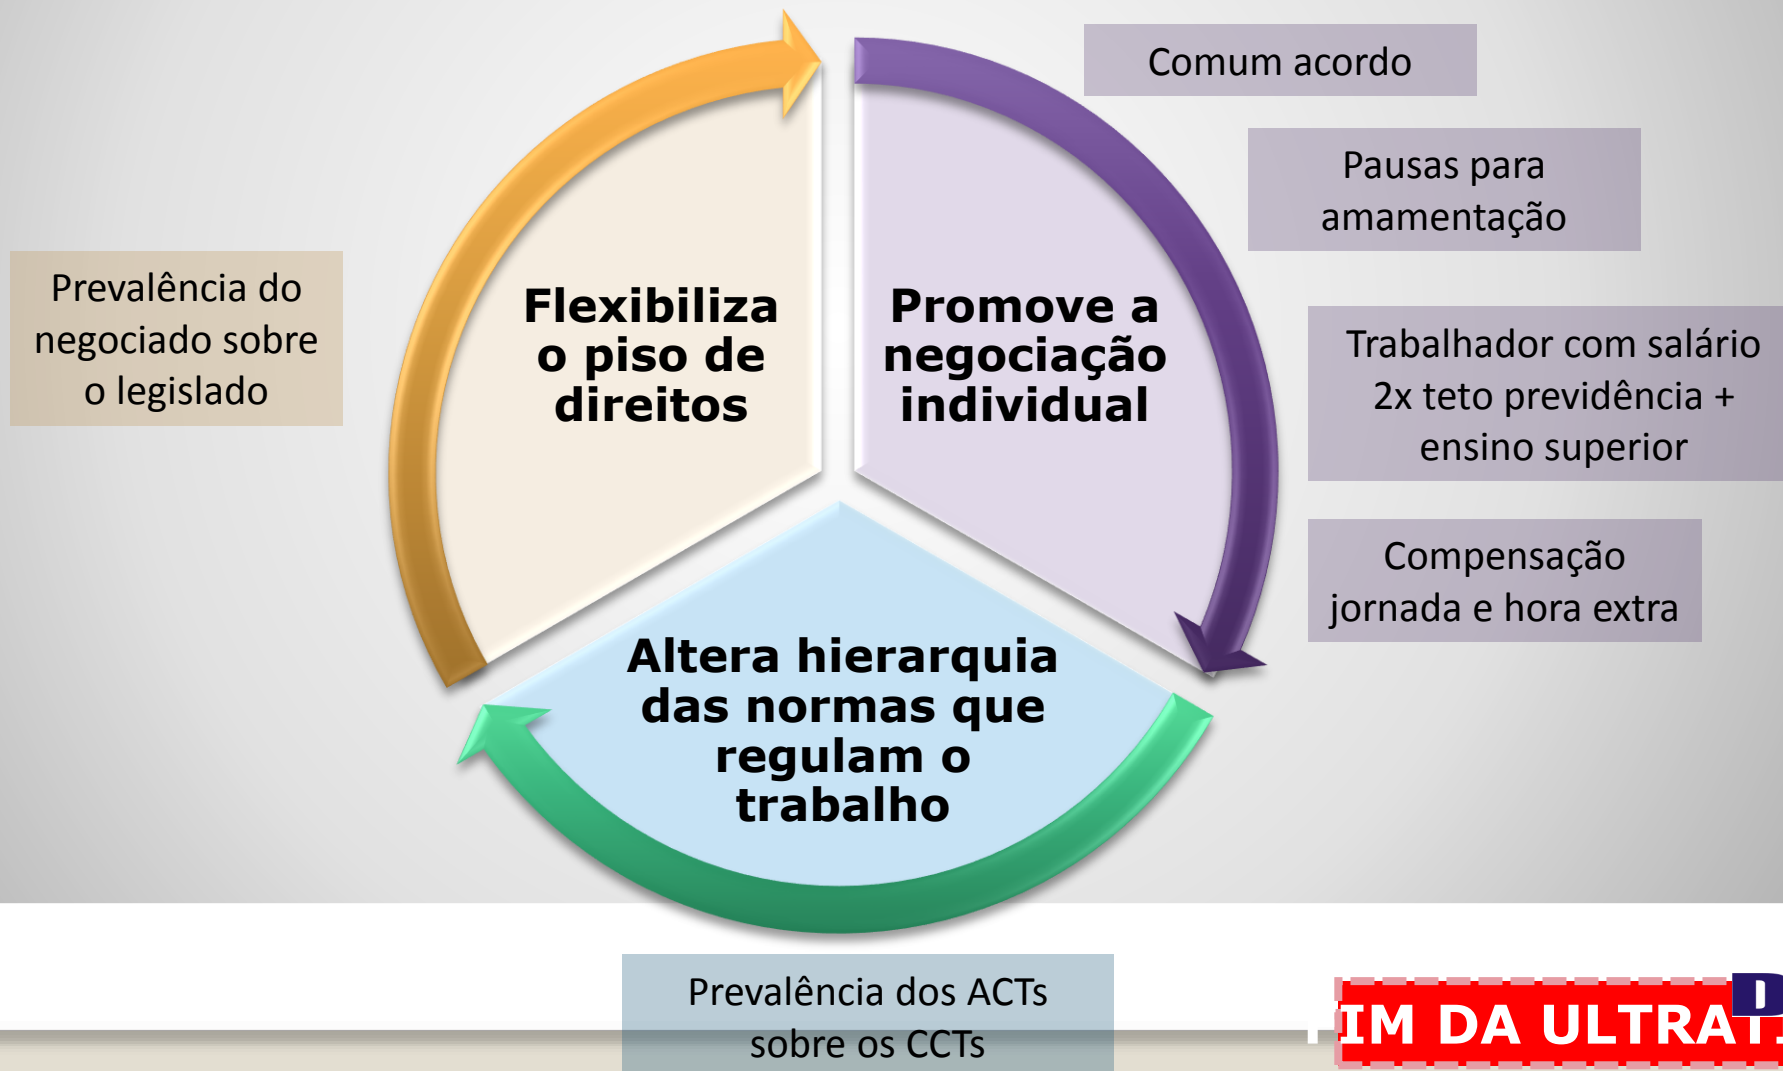 Comum acordo
Pausas para
amamentação
Prevalência do
negociado sobre
o legislado
Flexibiliza
o piso de
direitos
Promove a
negociação
individual
Trabalhador com salário
2x teto previdência +
ensino superior
Compensação
jornada e hora extra
Altera hierarquia
das normas que
regulam o
trabalho
Prevalência dos ACTs
sobre os CCTs
DA